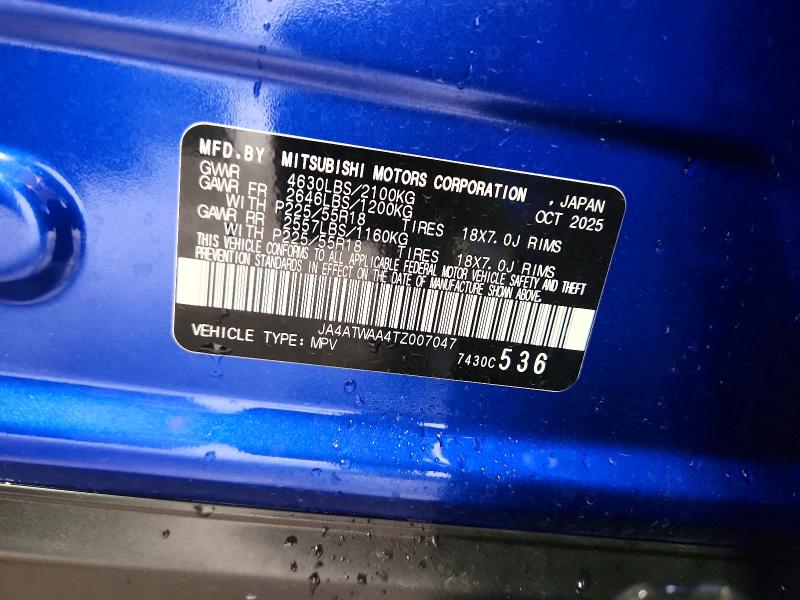 MFD.BY MITSUBISHI MOTORS CORPORATION , JAPAN
GVWR 4630LBS/2100KG OCT 2025
GAWR FR 2646LBS/1200KG
WITH P225/55R18 TIRES 18X7.0J RIMS
GAWR RR 2557LBS/1160KG
WITH P225/55R18 TIRES 18X7.0J RIMS
THIS VEHICLE CONFORMS TO ALL APPLICABLE FEDERAL MOTOR VEHICLE SAFETY AND THEFT
PREVENTION STANDARDS IN EFFECT ON THE DATE OF MANUFACTURE SHOWN ABOVE.
JA4ATWAA4TZ007047
VEHICLE TYPE: MPV 7430C 536